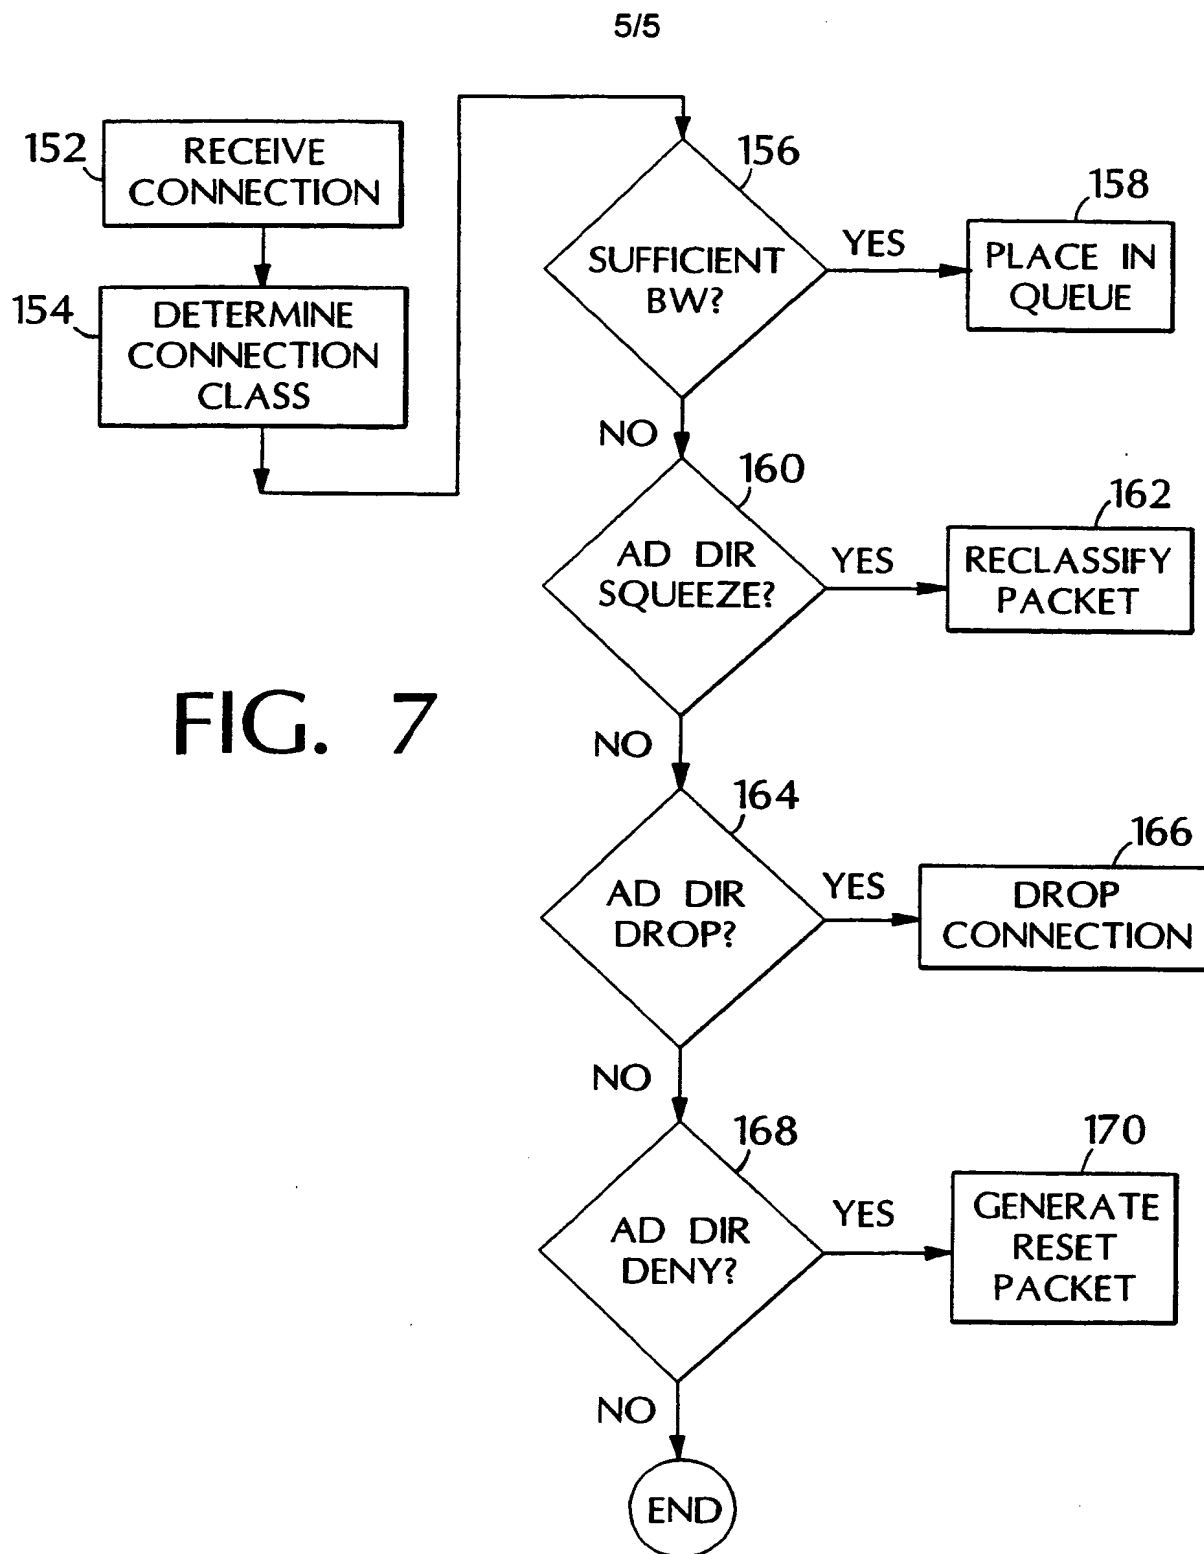 5/5
152
RECEIVE
CONNECTION
154
DETERMINE
CONNECTION
CLASS
156
SUFFICIENT
BW?
YES
158
PLACE IN
QUEUE
NO
160
AD DIR
SQUEEZE?
YES
162
RECLASSIFY
PACKET
FIG. 7
NO
164
AD DIR
DROP?
YES
166
DROP
CONNECTION
NO
168
AD DIR
DENY?
YES
170
GENERATE
RESET
PACKET
NO
END